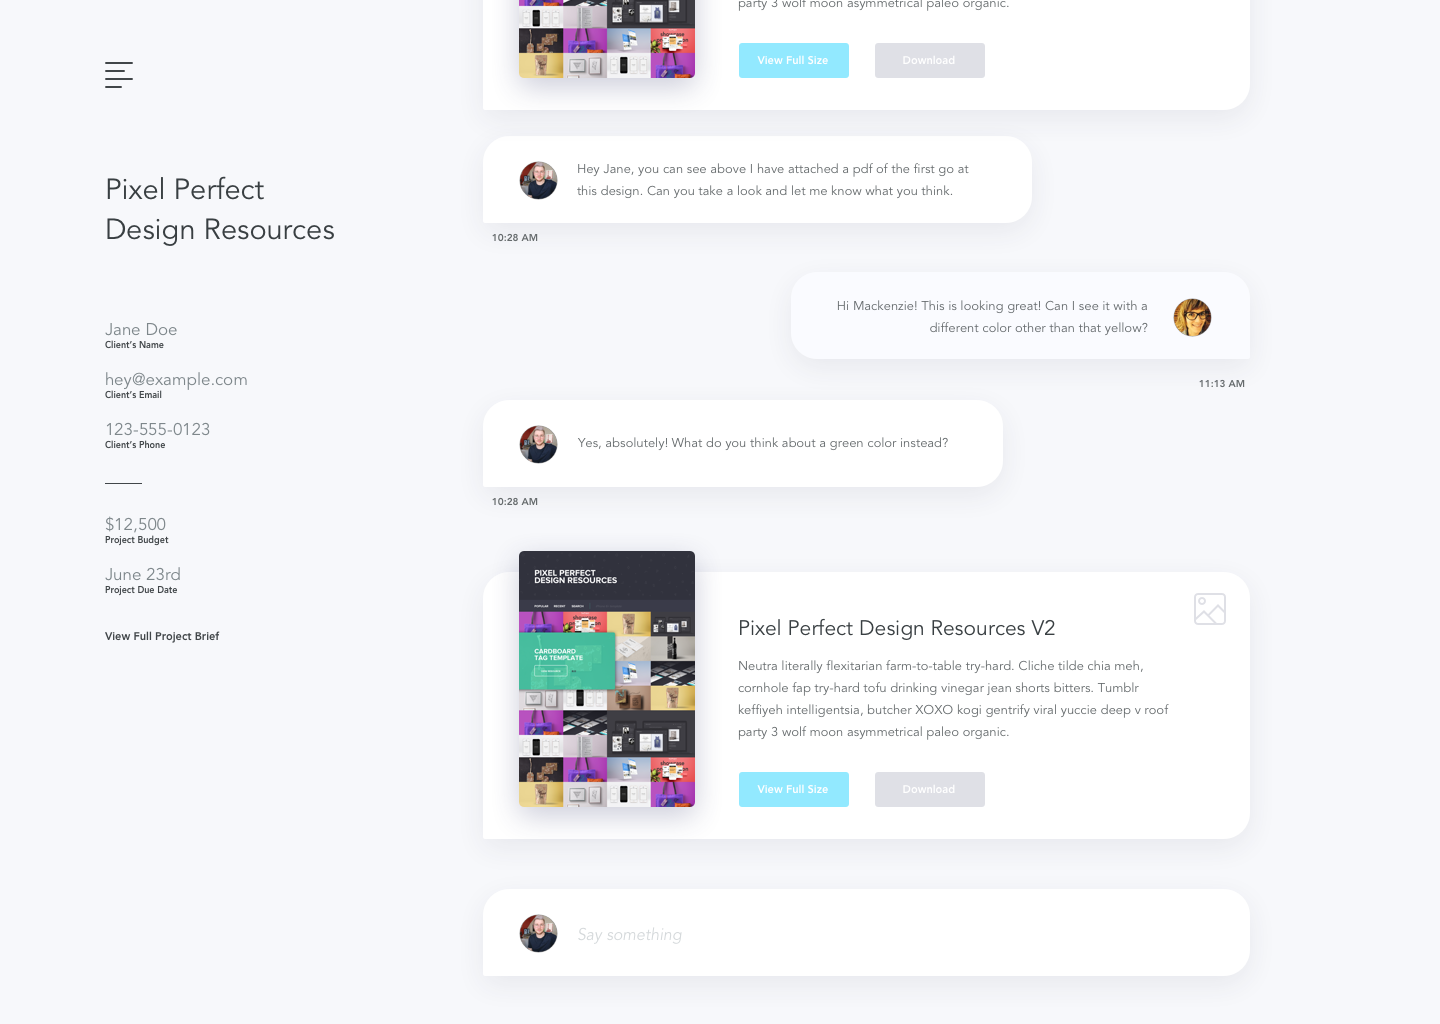 Pixel Perfect
Design Resources
Jane Doe
Client's Name
hey@example.com
Client's Email
123-555-0123
Client's Phone
$12,500
Project Budget
June 23rd
Project Due Date
View Full Project Brief
party 3 wolf moon asymmetrical paleo organic.
View Full Size
Download
Hey Jane, you can see above I have attached a pdf of the first go at
this design. Can you take a look and let me know what you think.
10:28 AM
Hi Mackenzie! This is looking great! Can I see it with a
different color other than that yellow?
11:13 AM
Yes, absolutely! What do you think about a green color instead?
10:28 AM
PIXEL PERFECT
DESIGN RESOURCES
POPULAR RECENT SEARCH
CARDBOARD
TAG TEMPLATE
Pixel Perfect Design Resources V2
Neutra literally flexitarian farm-to-table try-hard. Cliche tilde chia meh,
cornhole fap try-hard tofu drinking vinegar jean shorts bitters. Tumblr
keffiyeh intelligentsia, butcher XOXO kogi gentrify viral yuccie deep v roof
party 3 wolf moon asymmetrical paleo organic.
View Full Size
Download
Say something